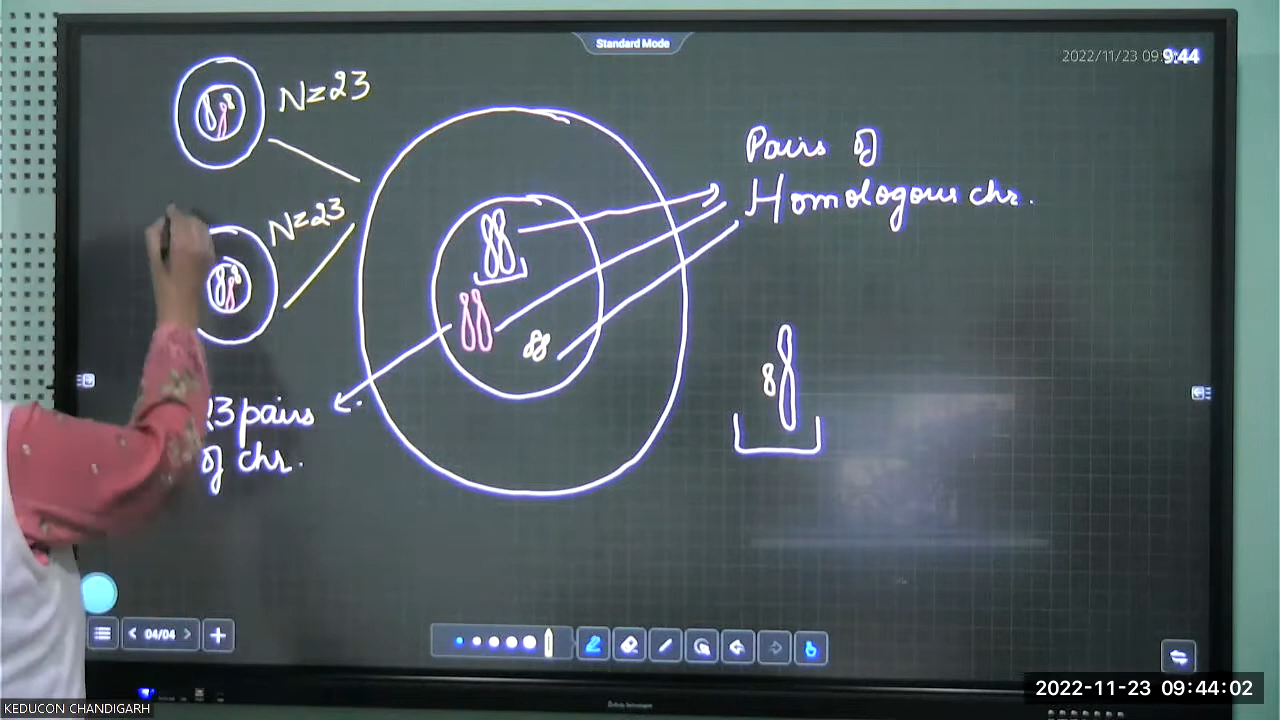 Standard Mode
2022/11/23 09:
9:44
N=23
N=23
Pairs of
Homologous chr.
23 pairs
of chr.
04/04
2022-11-23 09:44:02
KEDUCON CHANDIGARH